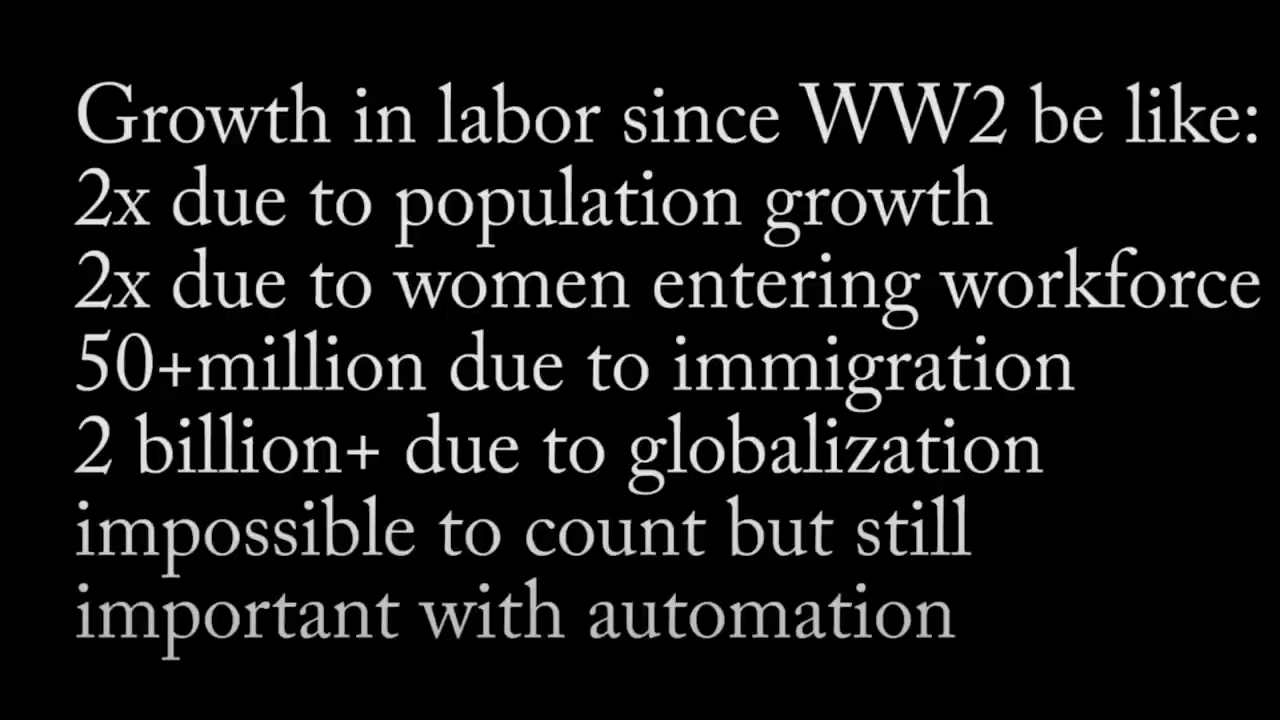 Growth in labor since WW2 be like:
2x due to population growth
2x due to women entering workforce
50+million due to immigration
2 billion+ due to globalization
impossible to count but still
important with automation